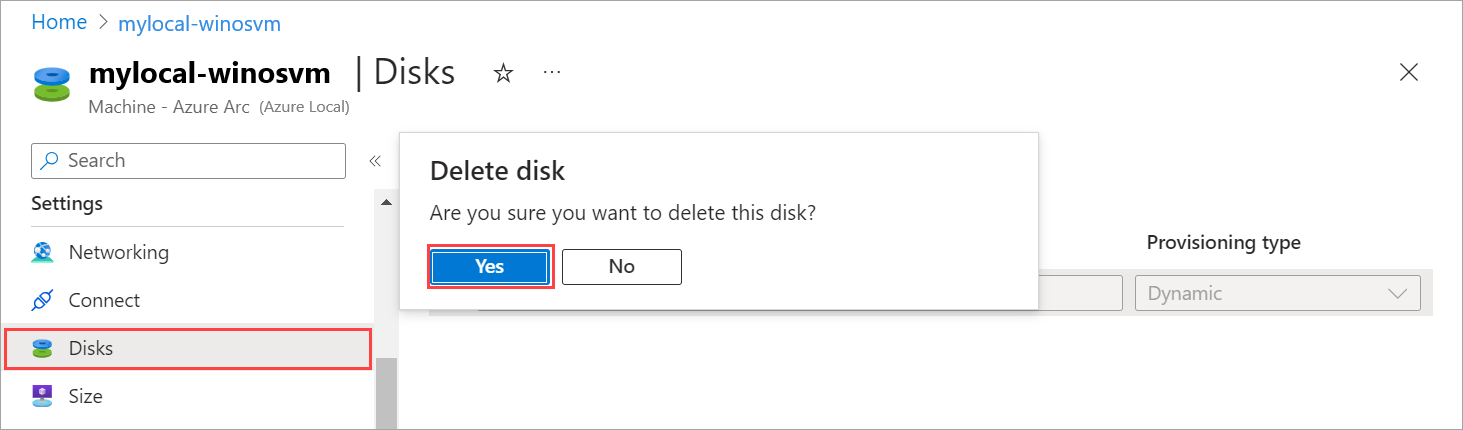 Home > mylocal-winosvm
mylocal-winosvm | Disks
Machine - Azure Arc (Azure Local)
Search
Settings
Networking
Connect
Disks
Size
Delete disk
Are you sure you want to delete this disk?
Yes
No
Provisioning type
Dynamic